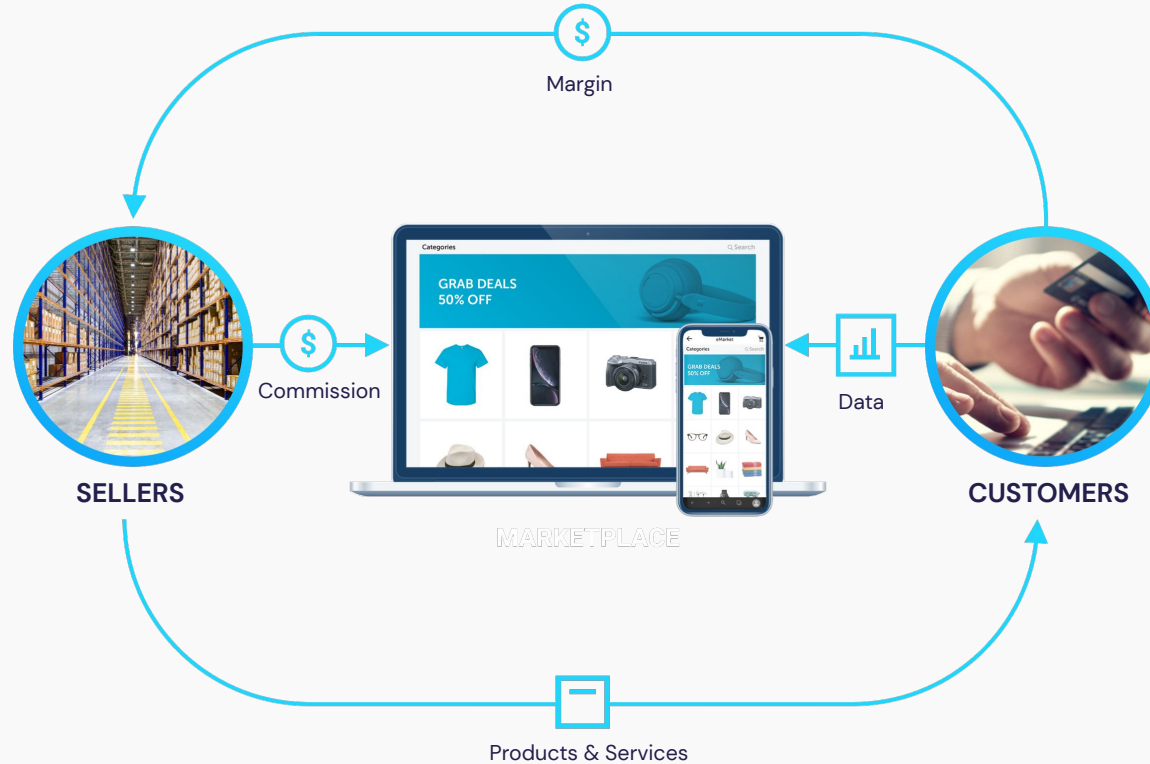 $
Margin
Categories
Search
GRAB DEALS
50% OFF
eMarket
Categories
Search
GRAB DEALS
50% OFF
$
Commission
Data
SELLERS
CUSTOMERS
MARKETPLACE
Products & Services